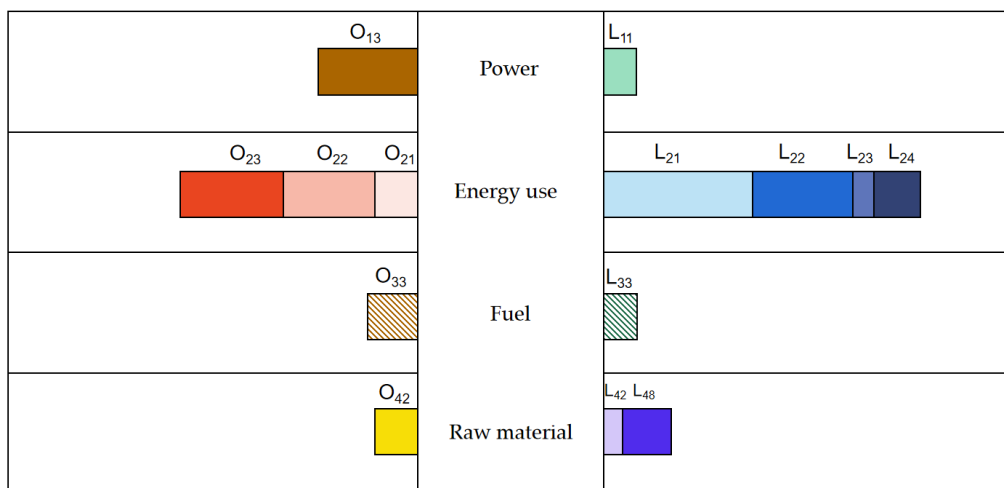 O₁₃ L₁₁
Power
O₂₃ O₂₂ O₂₁ L₂₁ L₂₂ L₂₃ L₂₄
Energy use
O₃₃ L₃₃
Fuel
O₄₂ L₄₂ L₄₈
Raw material